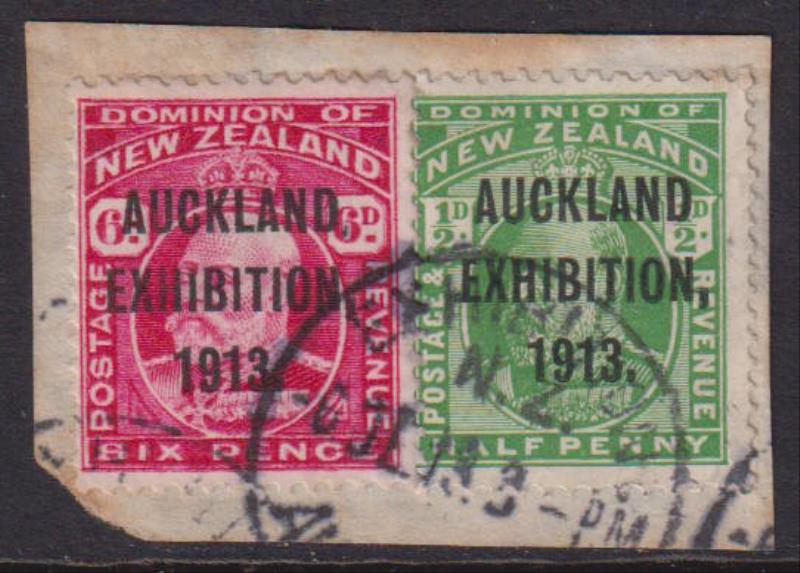 DOMINION OF
NEW ZEALAND
6D. 6D.
AUCKLAND,
EXHIBITION,
1913.
POSTAGE
REVENUE
SIX PENCE
DOMINION OF
NEW ZEALAND
½D ½D.
AUCKLAND
EXHIBITION,
1913.
POSTAGE &
REVENUE
HALF PENNY
N.Z.
-PM